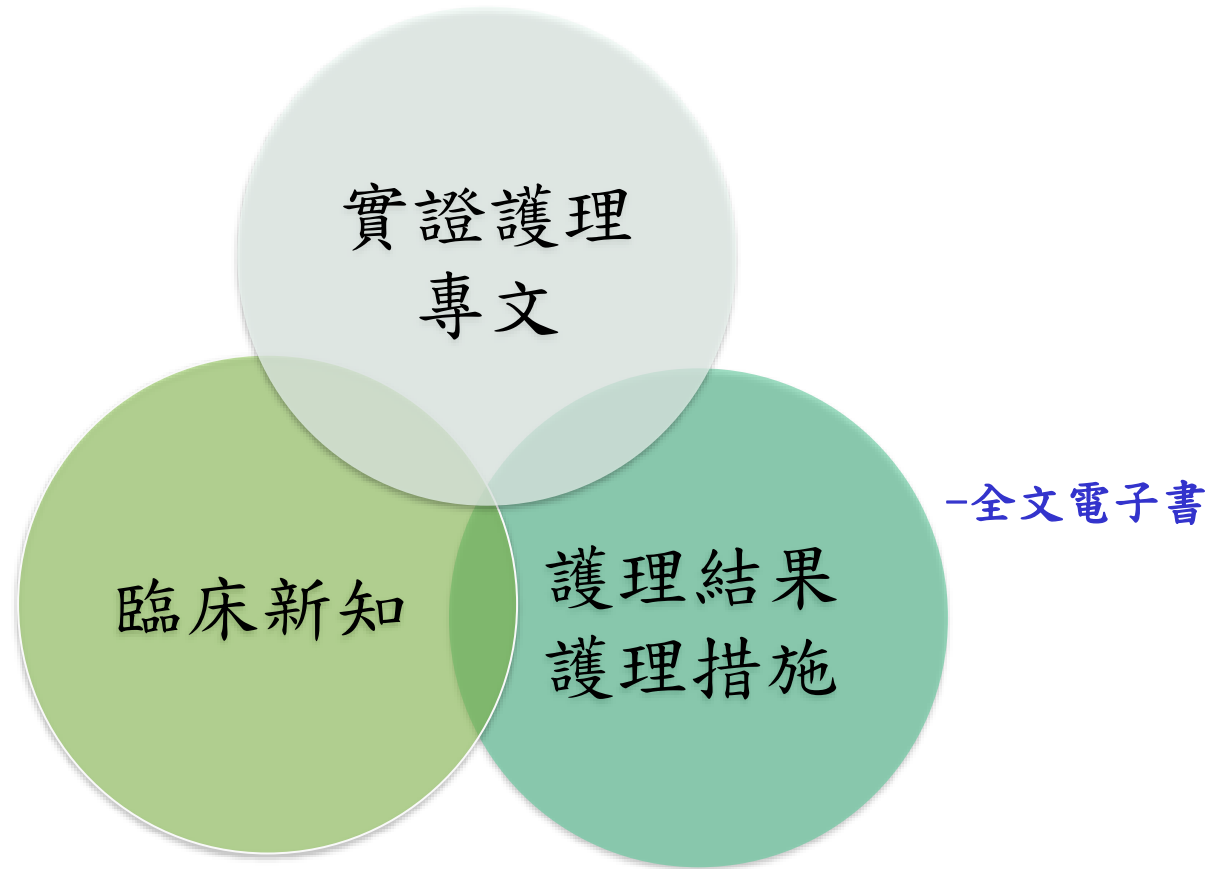 實證護理
專文
臨床新知
護理結果
護理措施
-全文電子書